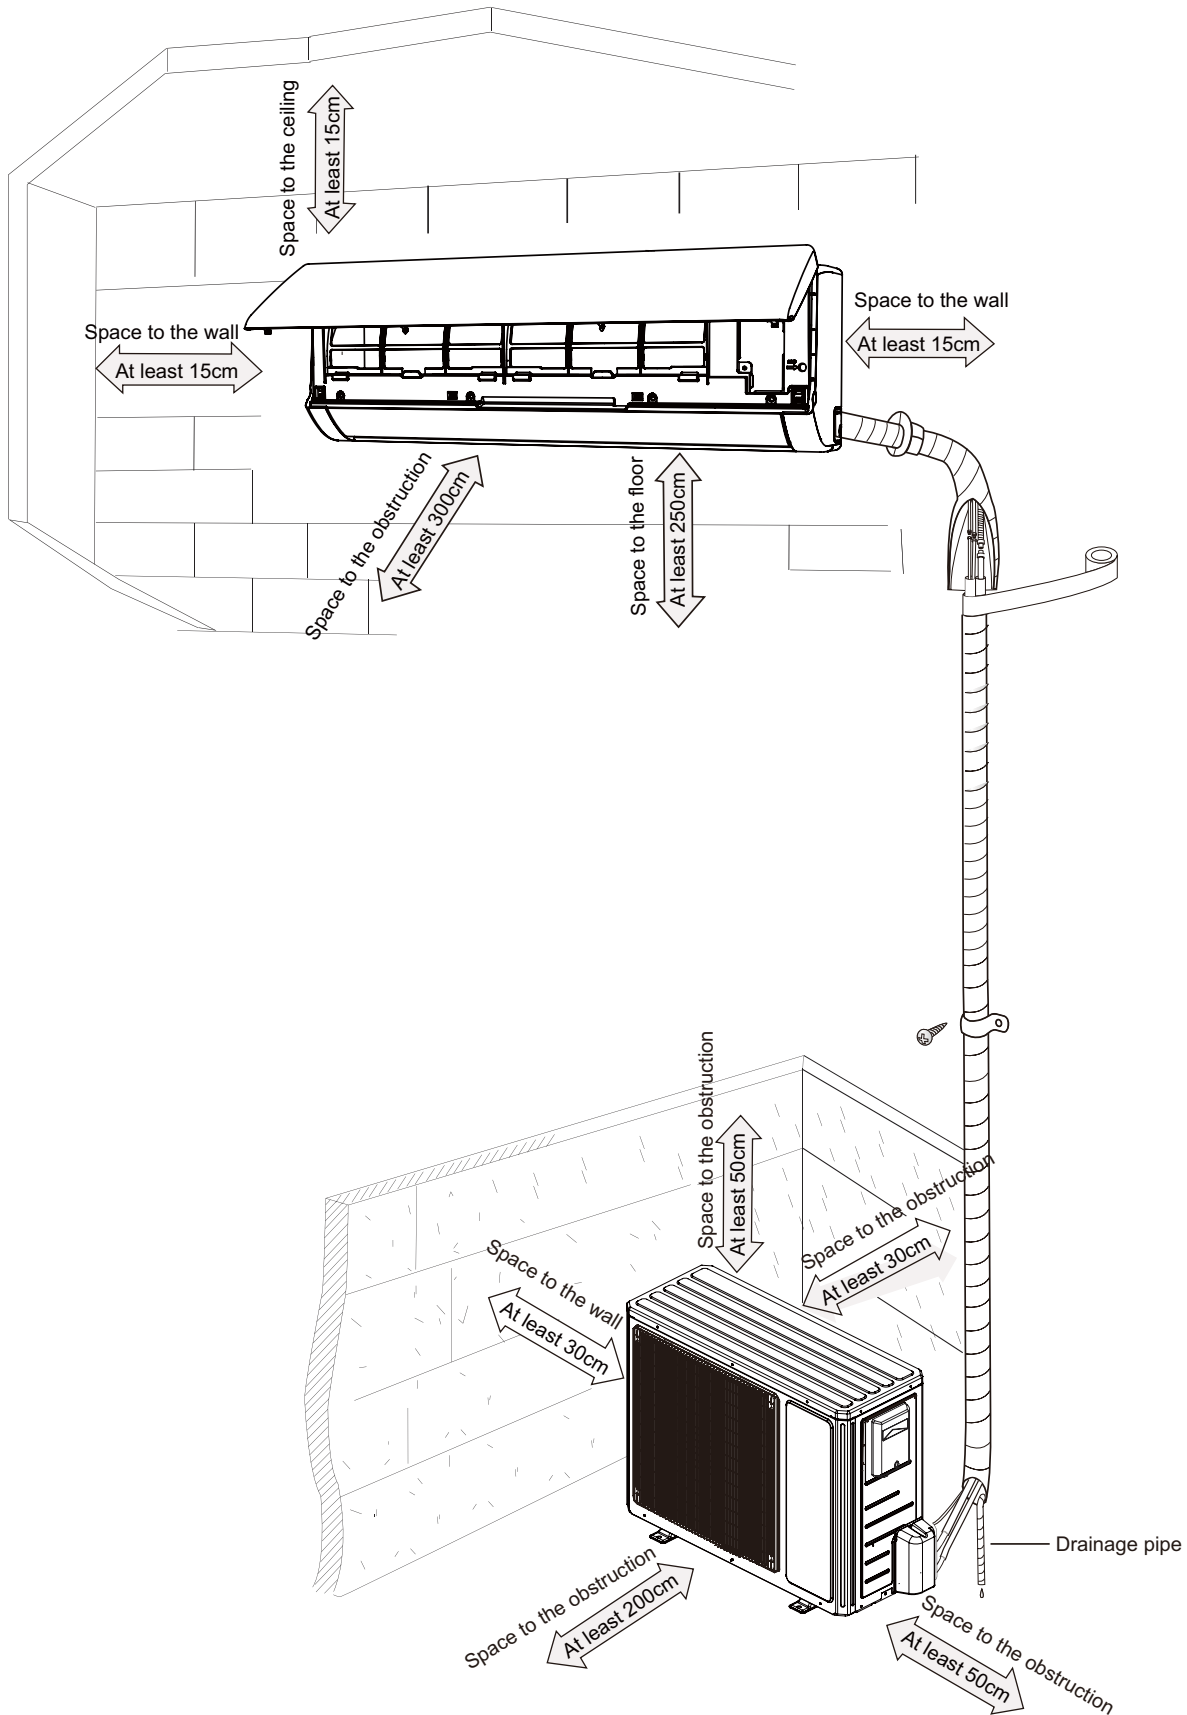 Space to the ceiling
At least 15cm
Space to the wall
At least 15cm
Space to the wall
At least 15cm
Space to the obstruction
At least 300cm
Space to the floor
At least 250cm
Space to the obstruction
At least 50cm
Space to the obstruction
At least 30cm
Space to the wall
At least 30cm
Drainage pipe
Space to the obstruction
At least 200cm
Space to the obstruction
At least 50cm